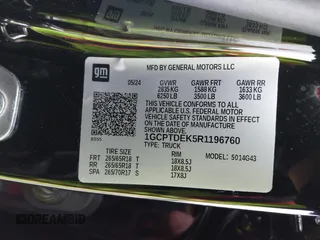 gm
MFD BY GENERAL MOTORS LLC
05/24 GVWR GAWR FRT GAWR RR
2835 KG 1588 KG 1633 KG
6250 LB 3500 LB 3600 LB
THIS VEHICLE CONFORMS TO ALL
APPLICABLE U.S. FEDERAL MOTOR
VEHICLE SAFETY STANDARDS IN EFFECT
ON THE DATE OF MANUFACTURE
SHOWN ABOVE.
1GCPTDEK5R1196760
TYPE: TRUCK MODEL: 5014G43
TIRE SIZE RIM
FRT 265/65R18 T 18X8.5J
RR 265/65R18 T 18X8.5J
SPA 265/70R17 S 17X8J
DREAMBID